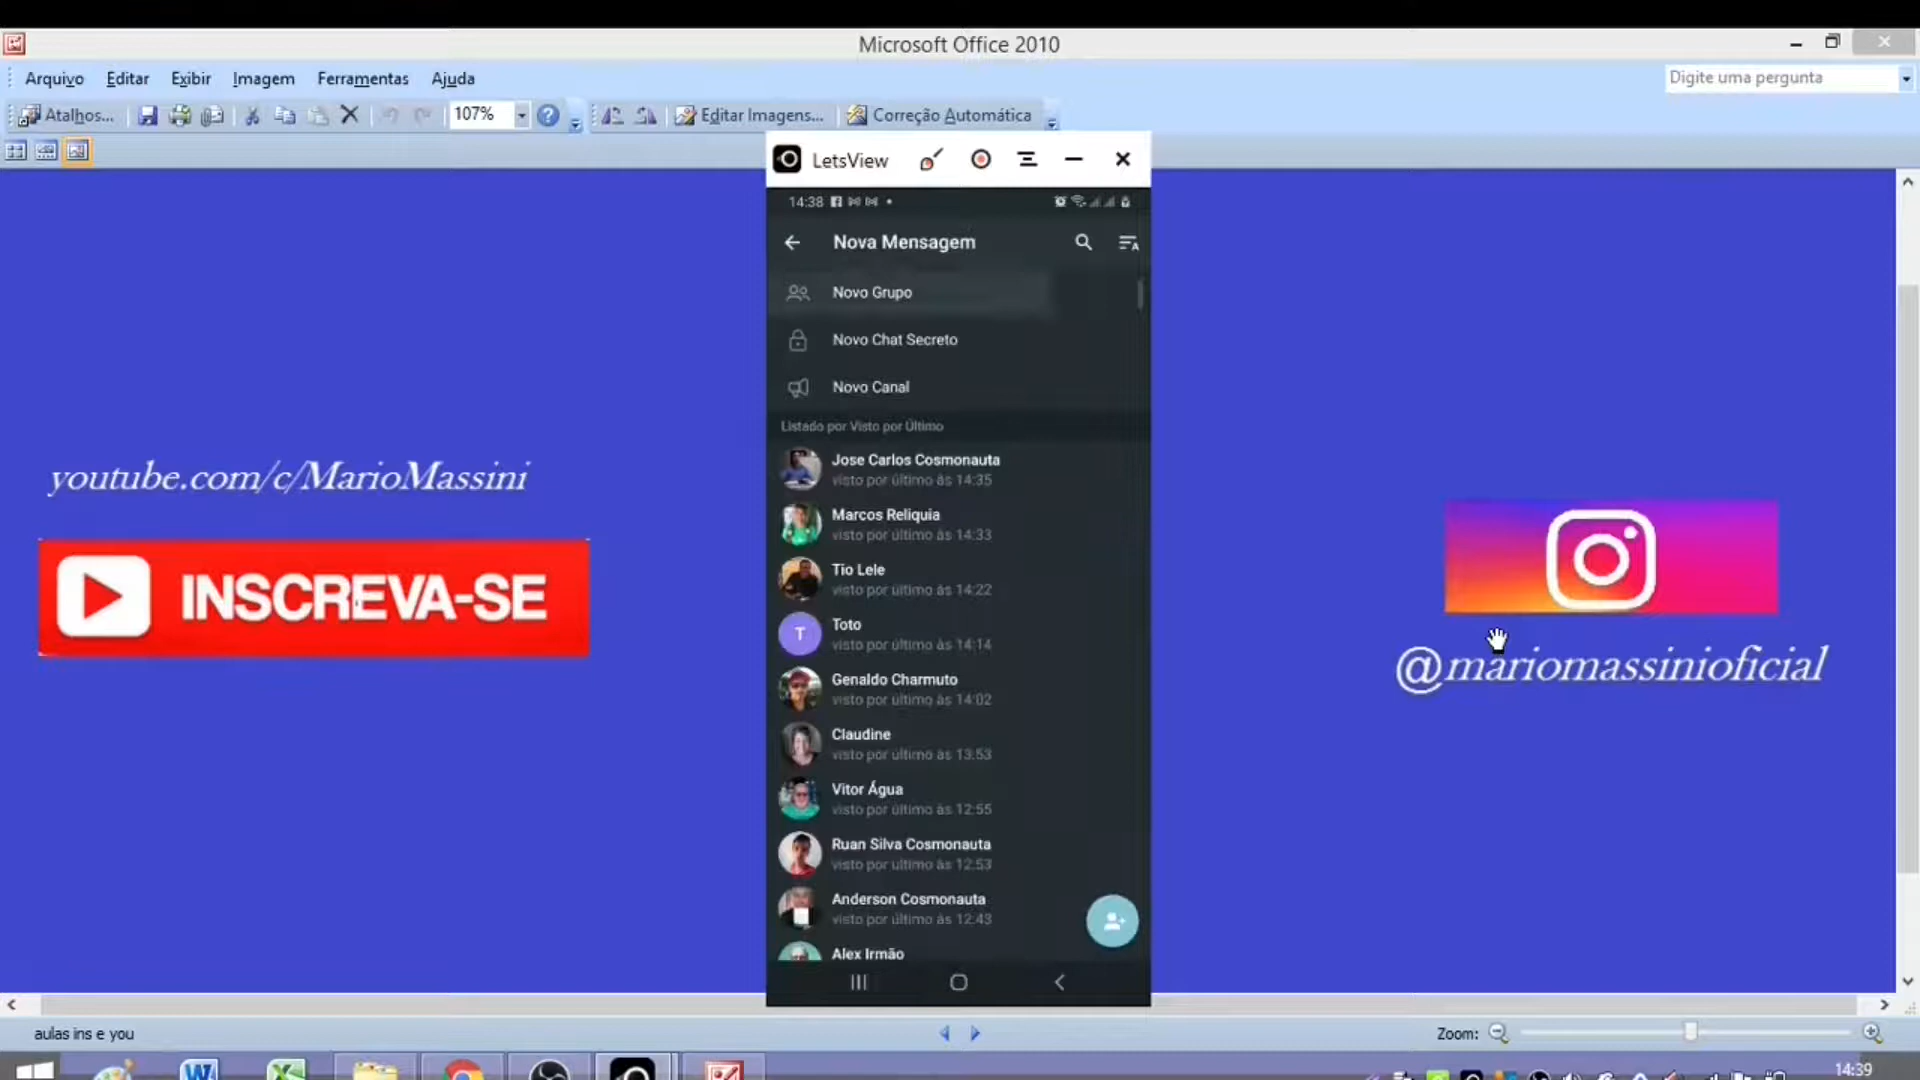 Microsoft Office 2010
Arquivo Editar Exibir Imagem Ferramentas Ajuda
Digite uma pergunta
Atalhos... 107% Editar Imagens... Correção Automática
LetsView
14:38
Nova Mensagem
Novo Grupo
Novo Chat Secreto
Novo Canal
Listado por Visto por Último
Jose Carlos Cosmonauta
visto por último às 14:35
Marcos Reliquia
visto por último às 14:33
Tio Lele
visto por último às 14:22
T
Toto
visto por último às 14:14
Genaldo Charmuto
visto por último às 14:02
Claudine
visto por último às 13:53
Vitor Água
visto por último às 12:55
Ruan Silva Cosmonauta
visto por último às 12:53
Anderson Cosmonauta
visto por último às 12:43
Alex Irmão
youtube.com/c/MarioMassini
INSCREVA-SE
@mariomassinioficial
aulas ins e you
Zoom:
14:39